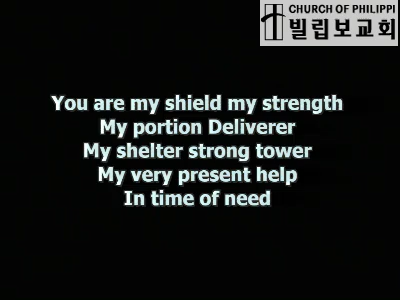 CHURCH OF PHILIPPI
빌립보교회
You are my shield my strength
My portion Deliverer
My shelter strong tower
My very present help
In time of need